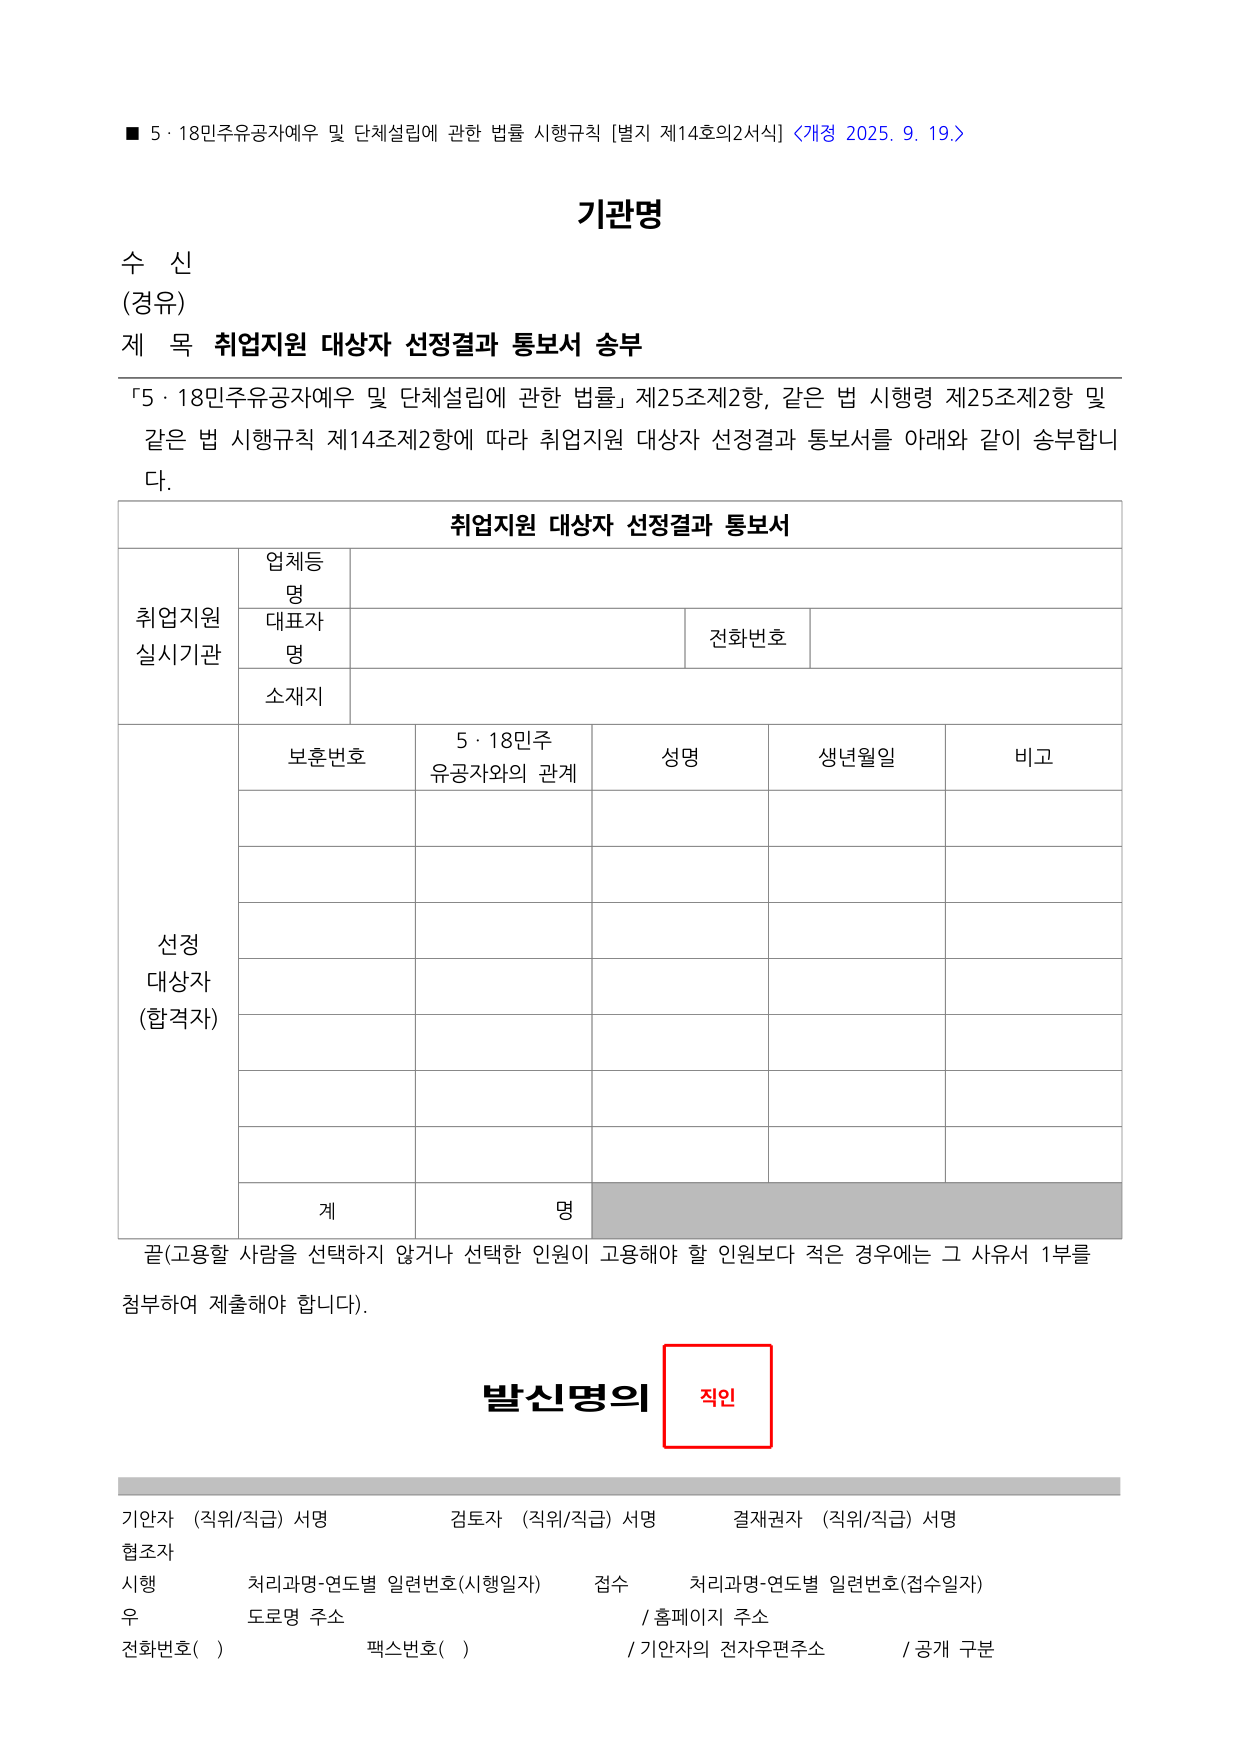 ■ 5ㆍ18민주유공자예우 및 단체설립에 관한 법률 시행규칙 [별지 제14호의2서식] <개정 2025. 9. 19.>
기관명
수 신
(경유)
제 목 취업지원 대상자 선정결과 통보서 송부
「5ㆍ18민주유공자예우 및 단체설립에 관한 법률」 제25조제2항, 같은 법 시행령 제25조제2항 및
같은 법 시행규칙 제14조제2항에 따라 취업지원 대상자 선정결과 통보서를 아래와 같이 송부합니
다.
취업지원 대상자 선정결과 통보서
취업지원
실시기관
업체등
명
대표자
명
전화번호
소재지
선정
대상자
(합격자)
보훈번호
5ㆍ18민주
유공자와의 관계
성명
생년월일
비고
계
명
끝(고용할 사람을 선택하지 않거나 선택한 인원이 고용해야 할 인원보다 적은 경우에는 그 사유서 1부를
첨부하여 제출해야 합니다).
발신명의 직인
기안자 (직위/직급) 서명 검토자 (직위/직급) 서명 결재권자 (직위/직급) 서명
협조자
시행 처리과명-연도별 일련번호(시행일자) 접수 처리과명-연도별 일련번호(접수일자)
우 도로명 주소 / 홈페이지 주소
전화번호( ) 팩스번호( ) / 기안자의 전자우편주소 / 공개 구분